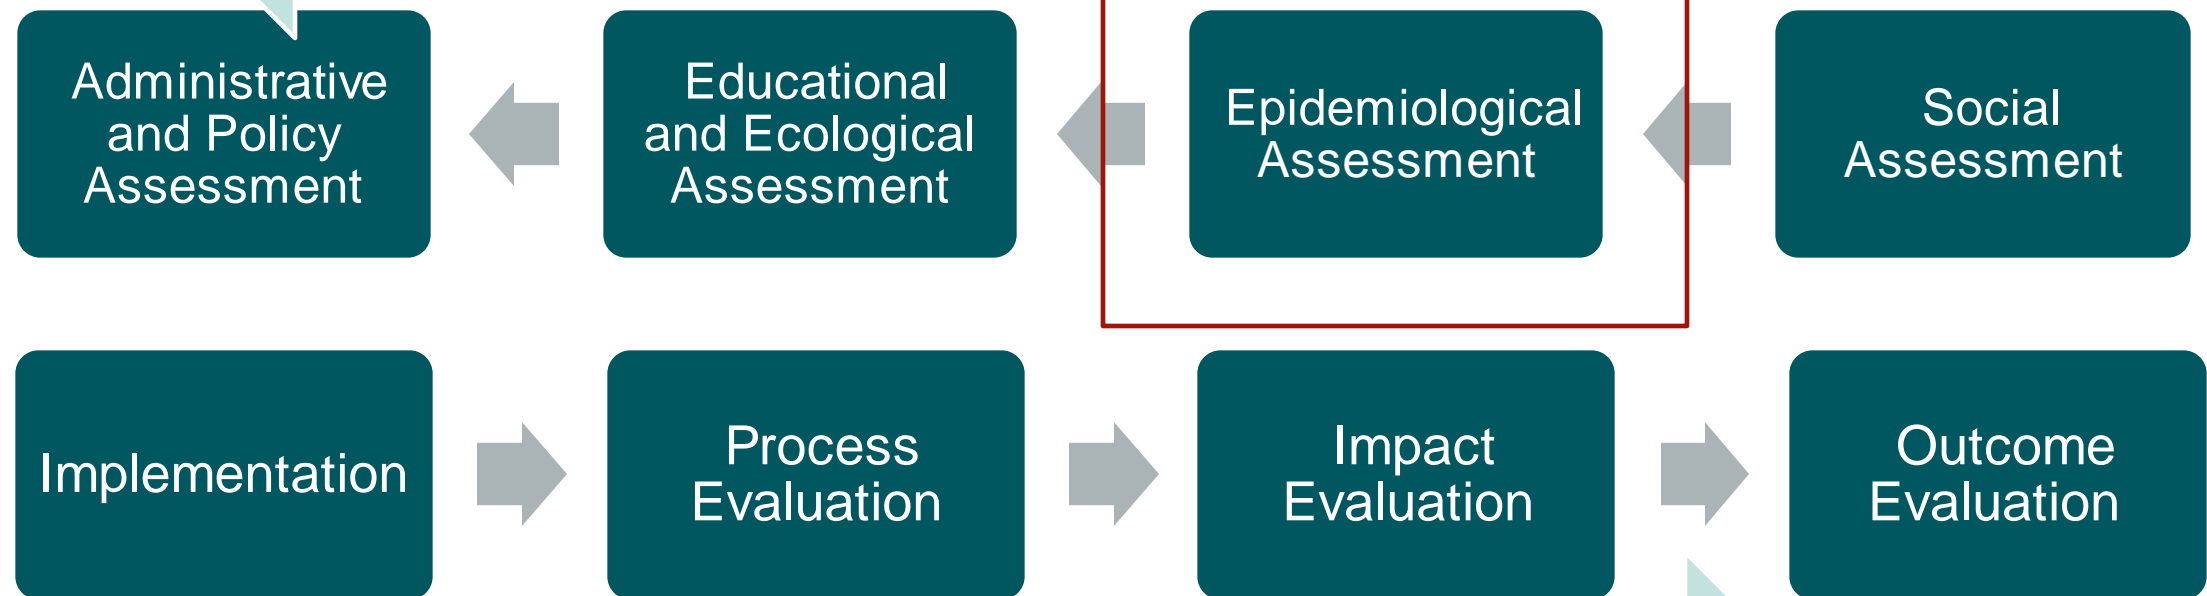 Administrative
and Policy
Assessment
Educational
and Ecological
Assessment
Epidemiological
Assessment
Social
Assessment
Implementation
Process
Evaluation
Impact
Evaluation
Outcome
Evaluation